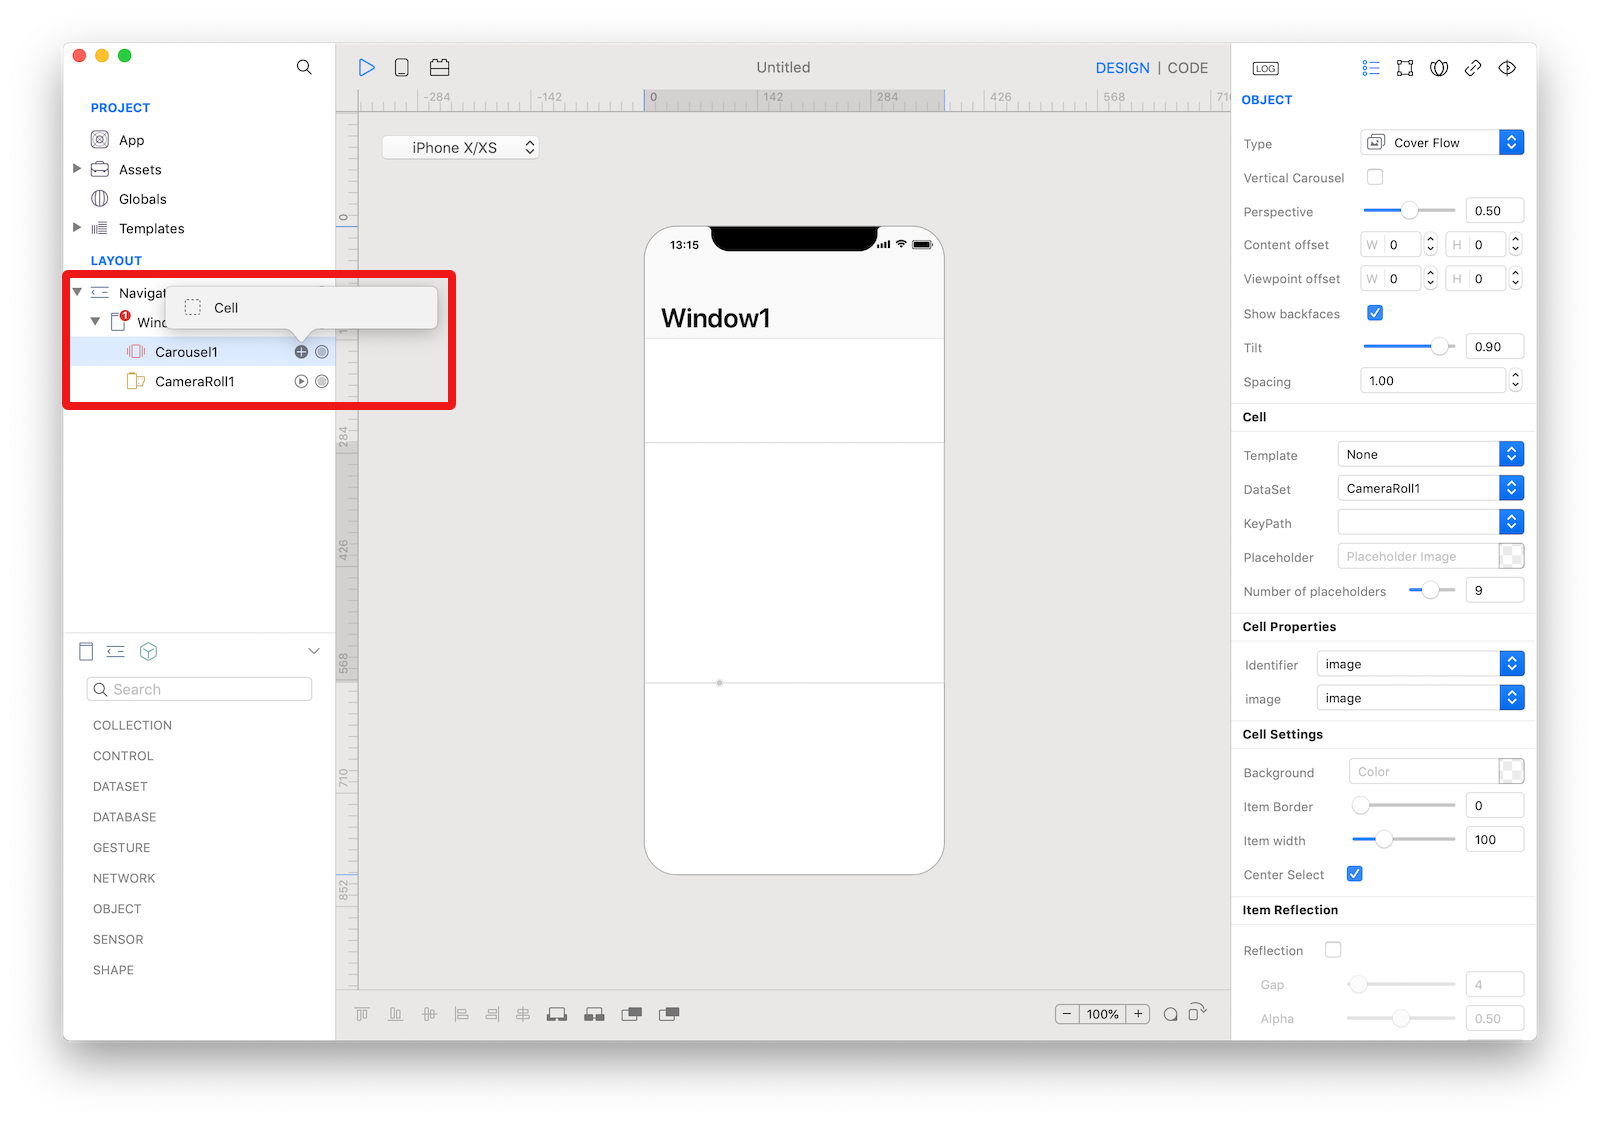 Untitled
DESIGN | CODE
LOG
PROJECT
App
Assets
Globals
Templates
LAYOUT
Navigat
Cell
1
Wind
Carousel1
CameraRoll1
Search
COLLECTION
CONTROL
DATASET
DATABASE
GESTURE
NETWORK
OBJECT
SENSOR
SHAPE
-284
-142
0
142
284
426
568
710
iPhone X/XS
0
284
426
568
710
852
13:15
Window1
100%
OBJECT
Type
Cover Flow
Vertical Carousel
Perspective
0.50
Content offset
W 0
H 0
Viewpoint offset
W 0
H 0
Show backfaces
Tilt
0.90
Spacing
1.00
Cell
Template
None
DataSet
CameraRoll1
KeyPath
Placeholder
Placeholder Image
Number of placeholders
9
Cell Properties
Identifier
image
image
image
Cell Settings
Background
Color
Item Border
0
Item width
100
Center Select
Item Reflection
Reflection
Gap
4
Alpha
0.50